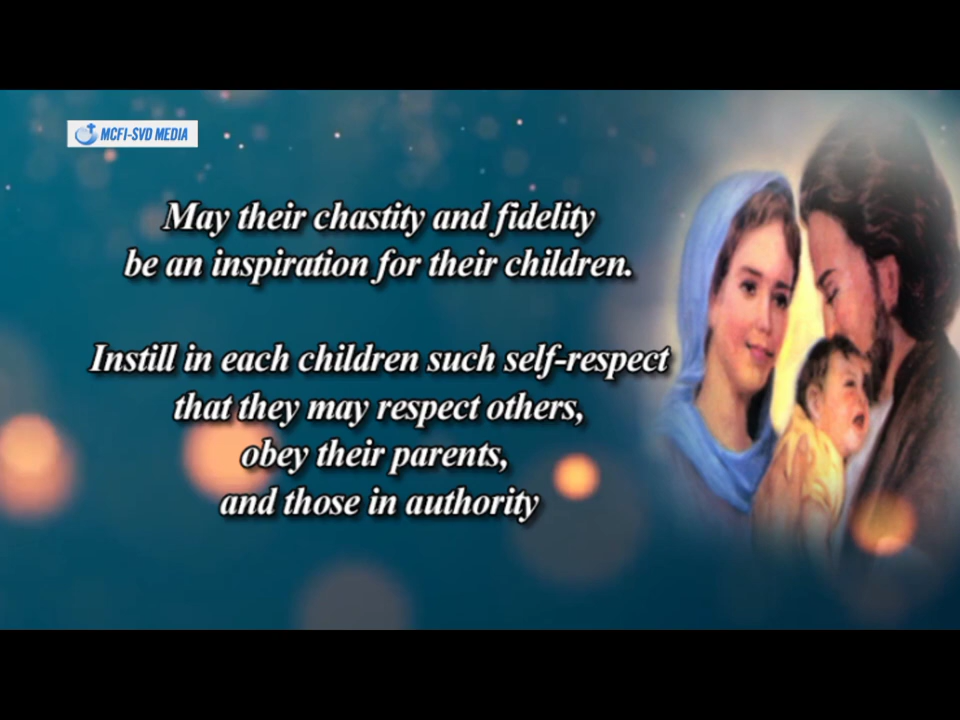 MCFI-SVD MEDIA
May their chastity and fidelity
be an inspiration for their children.
Instill in each children such self-respect
that they may respect others,
obey their parents,
and those in authority